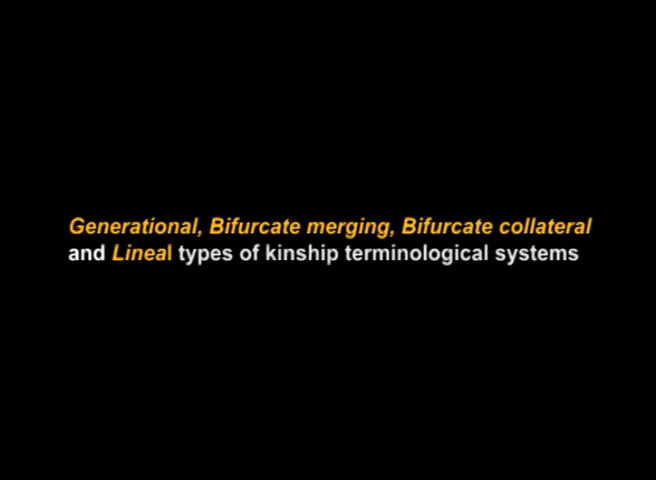 Generational, Bifurcate merging, Bifurcate collateral
and Lineal types of kinship terminological systems